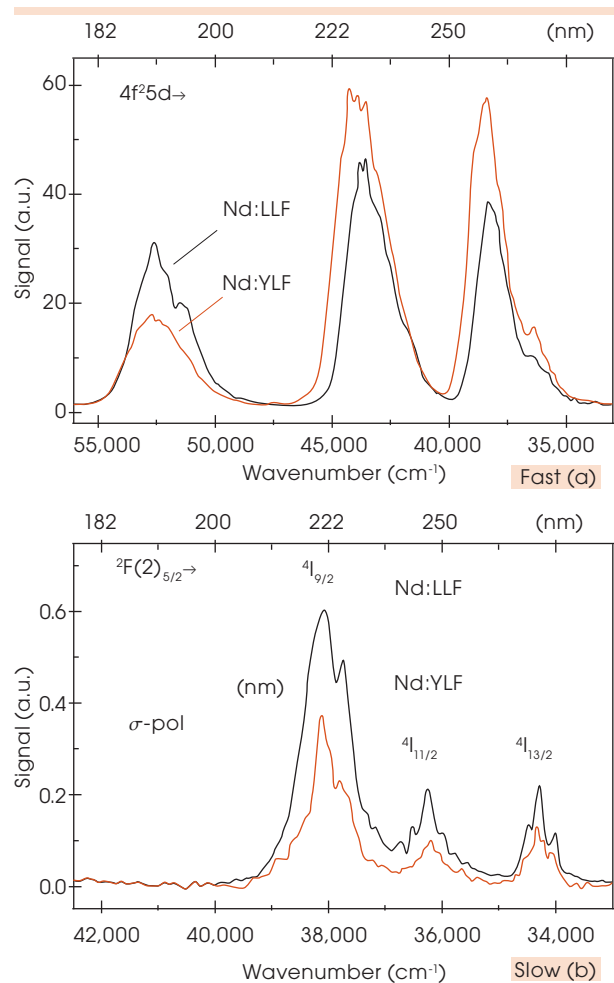 182 200 222 250 (nm)
60
40
20
0
Signal (a.u.)
4f²5d→
Nd:LLF
Nd:YLF
55,000 50,000 45,000 40,000 35,000
Wavenumber (cm⁻¹)
Fast (a)
182 200 222 250 (nm)
0.6
0.4
0.2
0.0
Signal (a.u.)
²F(2)₅/₂→
⁴I₉/₂
Nd:LLF
(nm)
Nd:YLF
σ-pol
⁴I₁₁/₂
⁴I₁₃/₂
42,000 40,000 38,000 36,000 34,000
Wavenumber (cm⁻¹)
Slow (b)